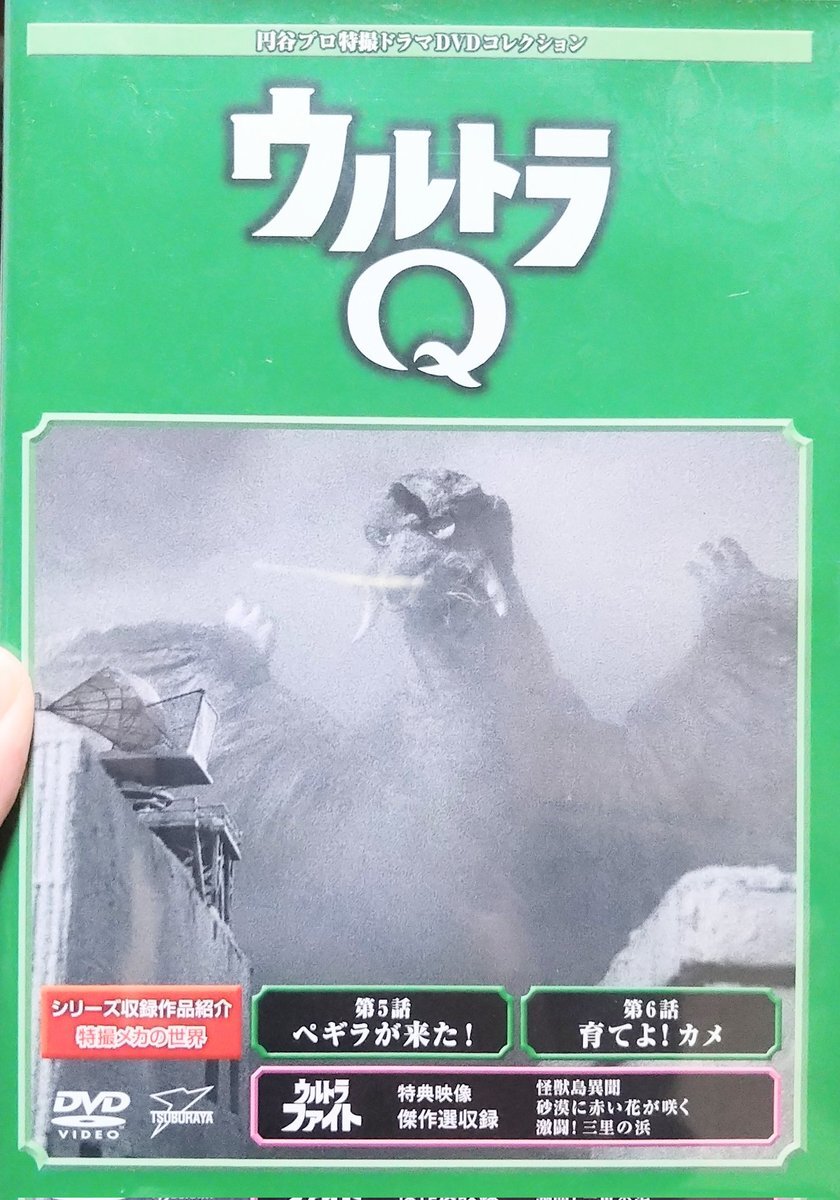 円谷プロ特撮ドラマDVDコレクション
ウルトラ
Q
シリーズ収録作品紹介
特撮メカの世界
第5話
ペギラが来た!
第6話
育てよ!カメ
DVD
VIDEO
TSUBURAYA
ウルトラ
ファイト
特典映像
傑作選収録
怪獣島異聞
砂漠に赤い花が咲く
激闘!三里の浜